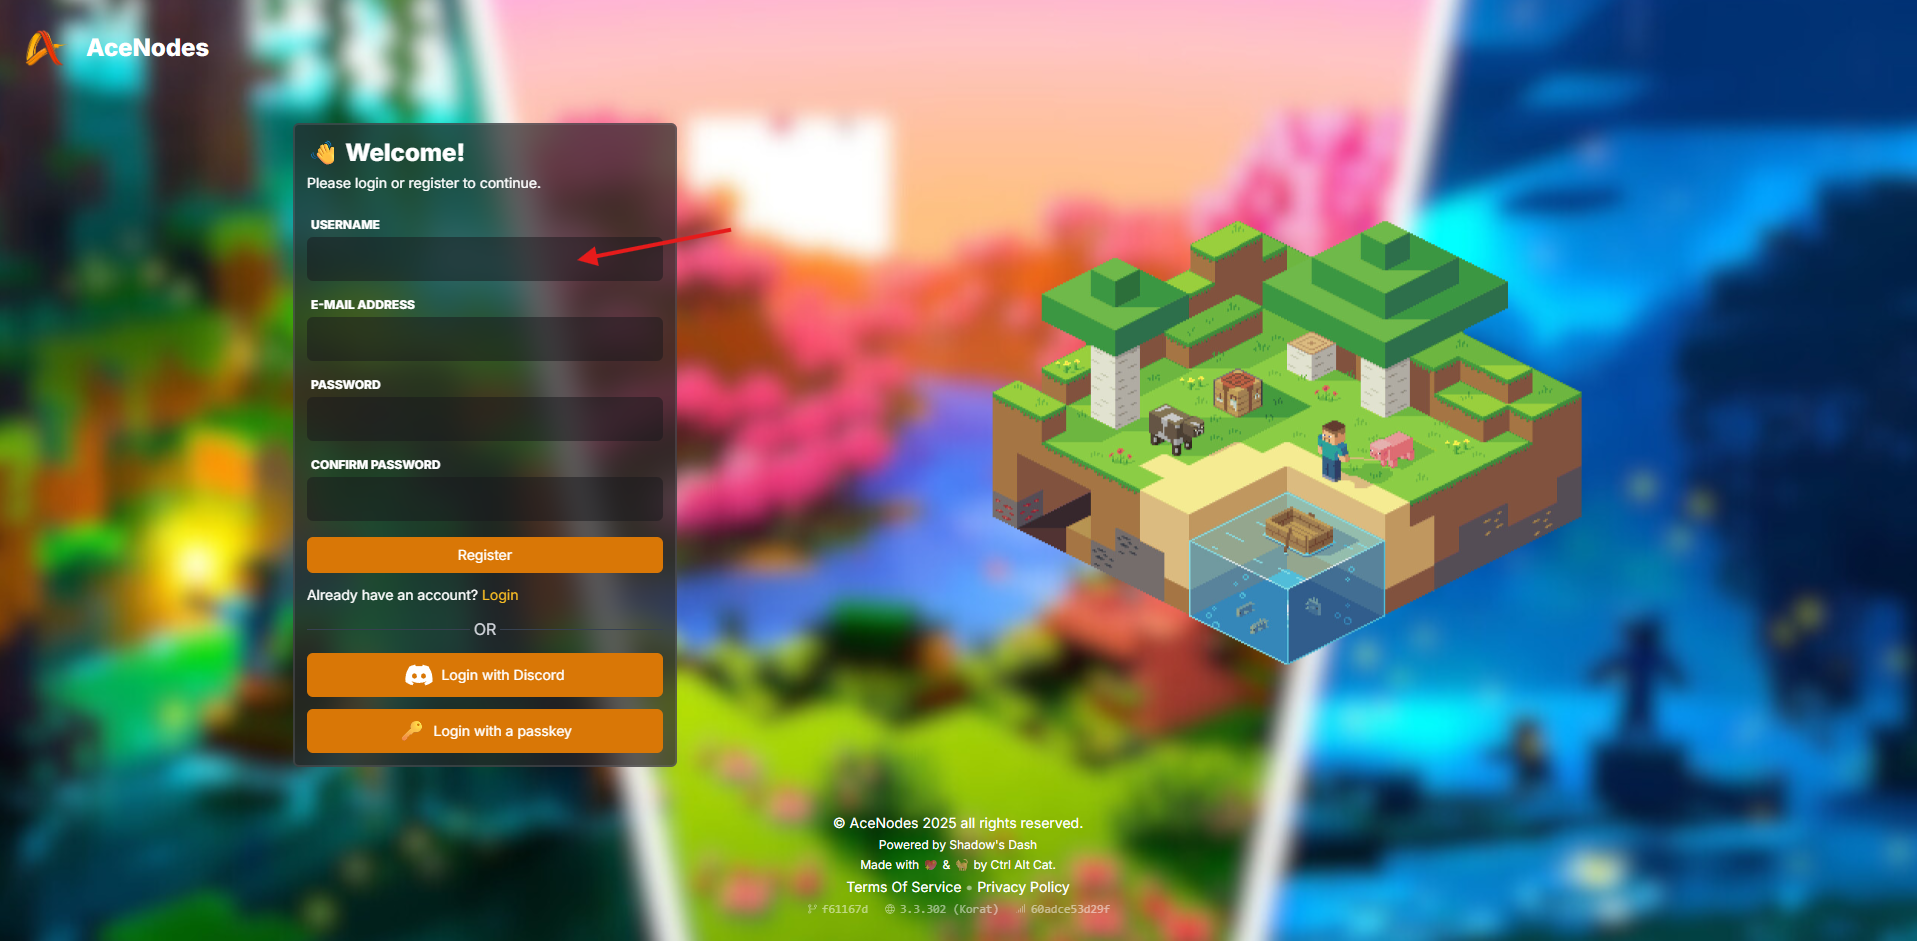 AceNodes
Welcome!
Please login or register to continue.
USERNAME
E-MAIL ADDRESS
PASSWORD
CONFIRM PASSWORD
Register
Already have an account? Login
OR
Login with Discord
Login with a passkey
© AceNodes 2025 all rights reserved.
Powered by Shadow's Dash
Made with & by Ctrl Alt Cat.
Terms Of Service • Privacy Policy
f61167d 3.3.302 (Korat) 60adce53d29f